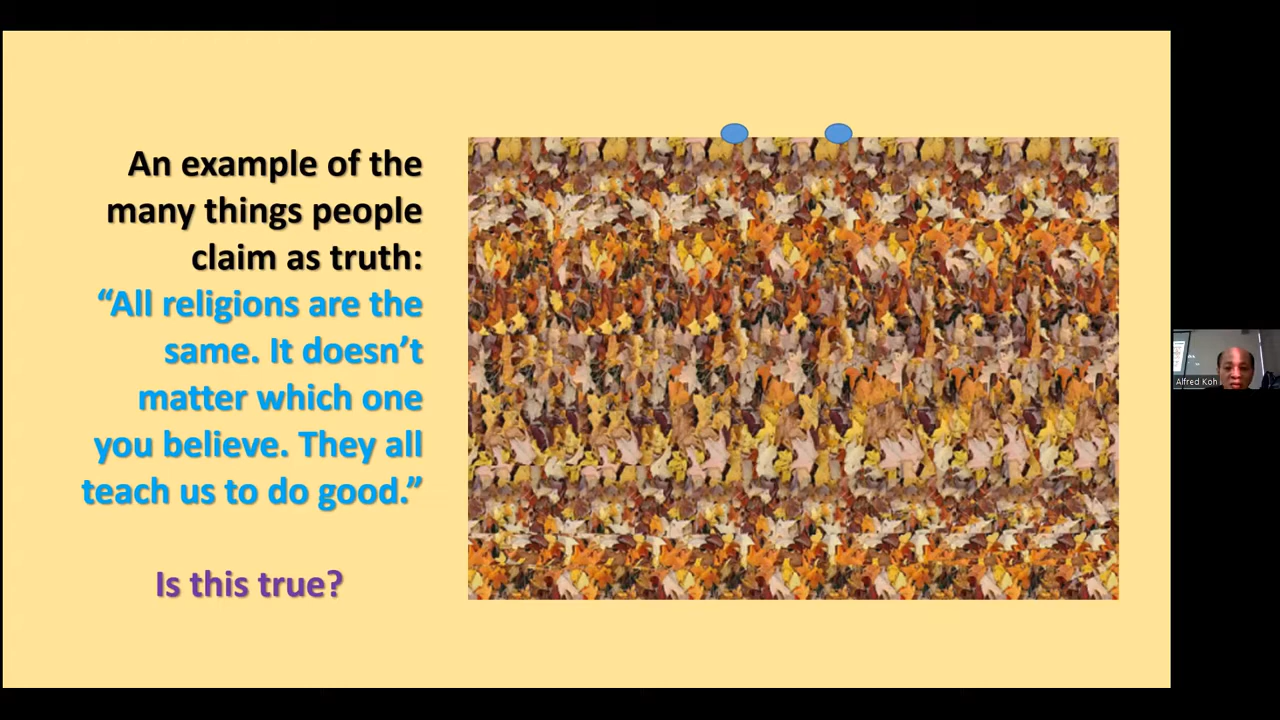 An example of the
many things people
claim as truth:
“All religions are the
same. It doesn’t
matter which one
you believe. They all
teach us to do good.”
Is this true?
Alfred Koh